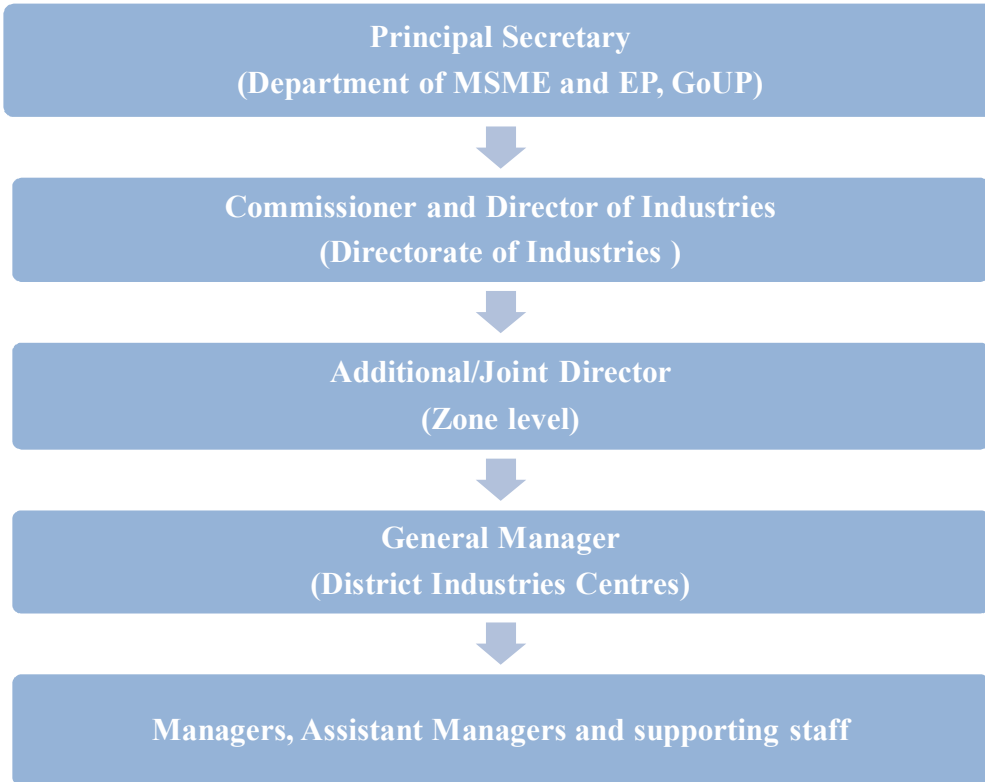 Principal Secretary
(Department of MSME and EP, GoUP)
Commissioner and Director of Industries
(Directorate of Industries )
Additional/Joint Director
(Zone level)
General Manager
(District Industries Centres)
Managers, Assistant Managers and supporting staff